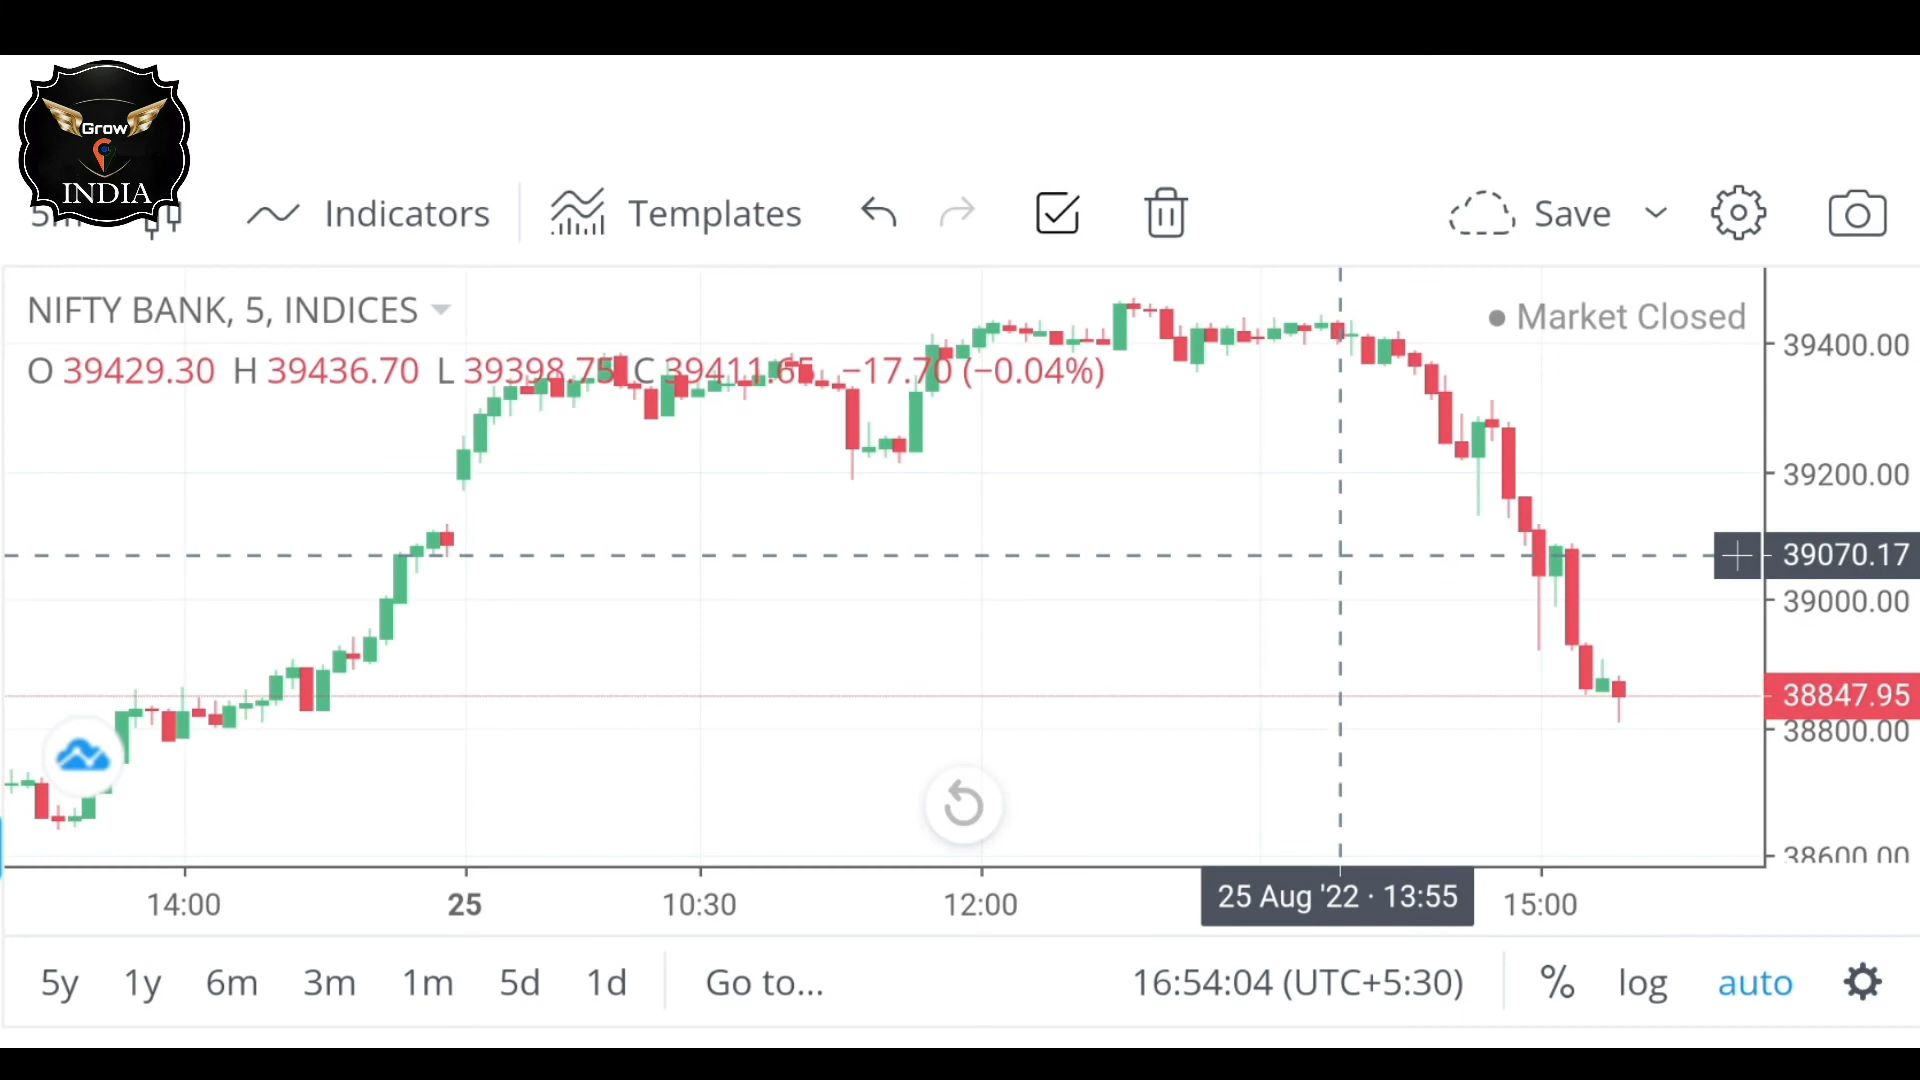 Grow
INDIA
5m Indicators Templates Save
NIFTY BANK, 5, INDICES
Market Closed
O 39429.30 H 39436.70 L 39398.75 C 39411.65 −17.70 (−0.04%)
39400.00
39200.00
39070.17
39000.00
38847.95
38800.00
38600.00
14:00 25 10:30 12:00 25 Aug '22 · 13:55 15:00
5y 1y 6m 3m 1m 5d 1d Go to... 16:54:04 (UTC+5:30) % log auto